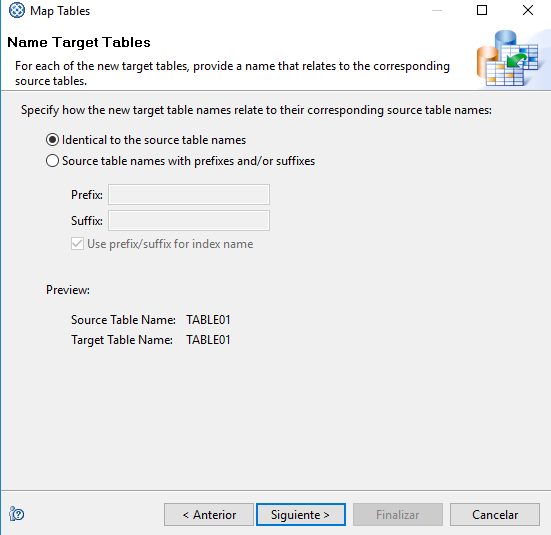 Map Tables
Name Target Tables
For each of the new target tables, provide a name that relates to the corresponding
source tables.
Specify how the new target table names relate to their corresponding source table names:
Identical to the source table names
Source table names with prefixes and/or suffixes
Prefix:
Suffix:
Use prefix/suffix for index name
Preview:
Source Table Name: TABLE01
Target Table Name: TABLE01
< Anterior Siguiente > Finalizar Cancelar